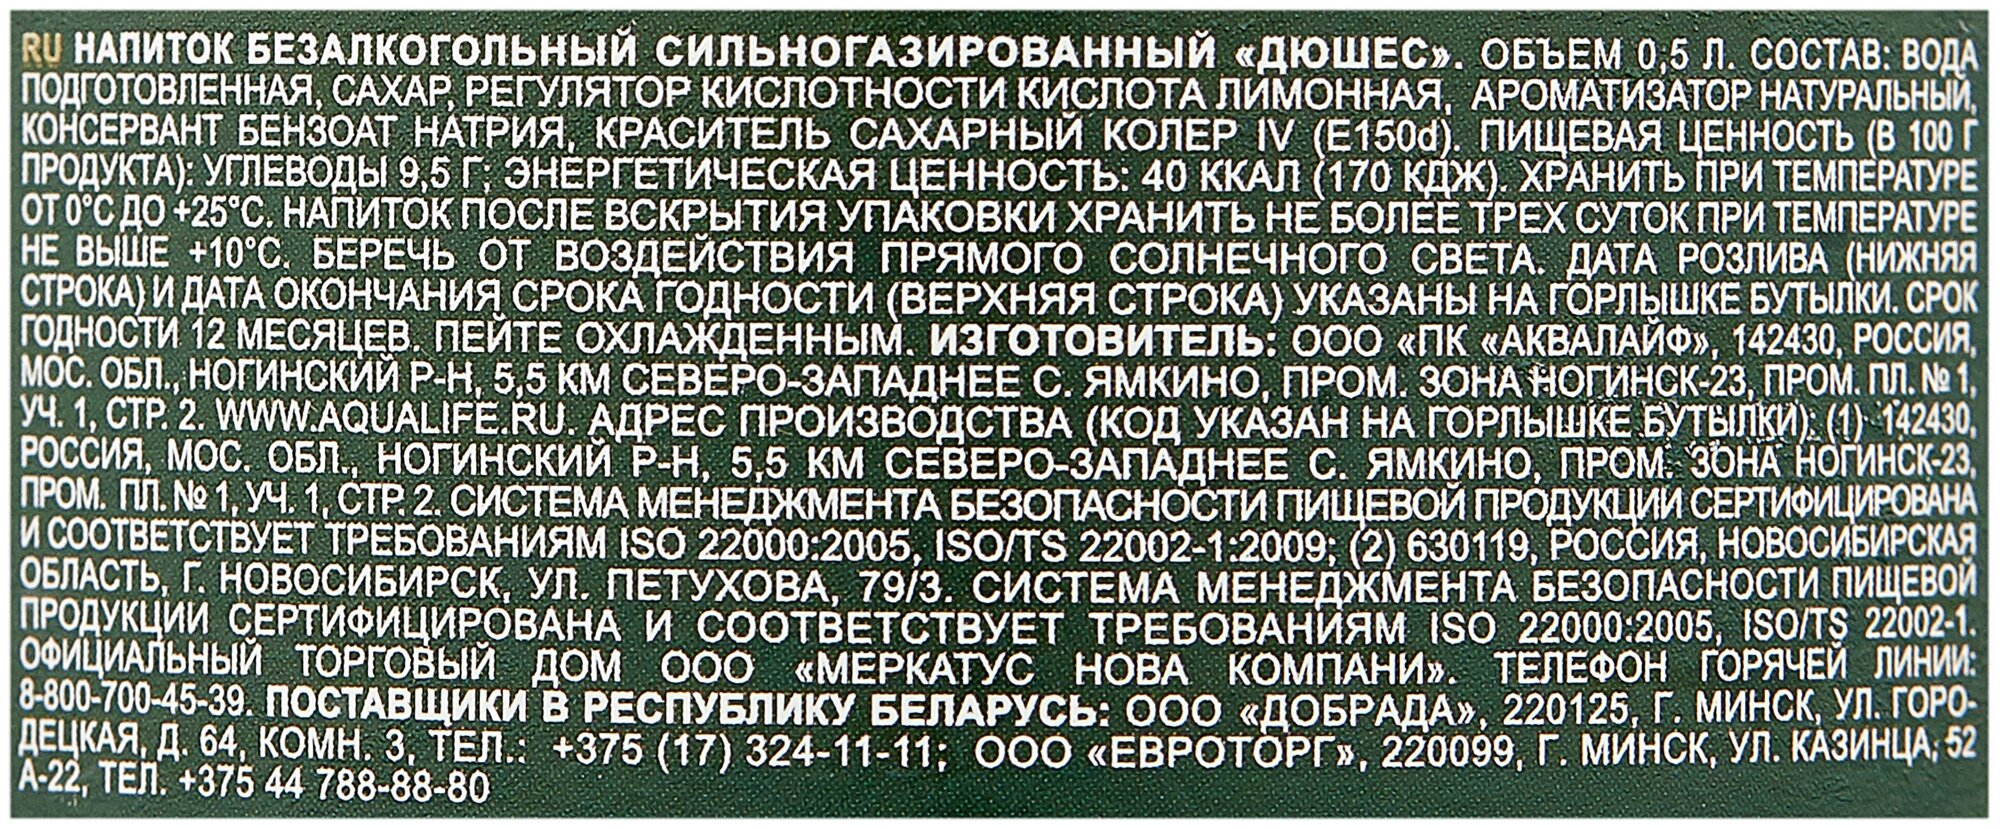 RU НАПИТОК БЕЗАЛКОГОЛЬНЫЙ СИЛЬНОГАЗИРОВАННЫЙ «ДЮШЕС». ОБЪЕМ 0,5 Л. СОСТАВ: ВОДА
ПОДГОТОВЛЕННАЯ, САХАР, РЕГУЛЯТОР КИСЛОТНОСТИ КИСЛОТА ЛИМОННАЯ, АРОМАТИЗАТОР НАТУРАЛЬНЫЙ,
КОНСЕРВАНТ БЕНЗОАТ НАТРИЯ, КРАСИТЕЛЬ САХАРНЫЙ КОЛЕР IV (E150d). ПИЩЕВАЯ ЦЕННОСТЬ (В 100 Г
ПРОДУКТА): УГЛЕВОДЫ 9,5 Г; ЭНЕРГЕТИЧЕСКАЯ ЦЕННОСТЬ: 40 ККАЛ (170 КДЖ). ХРАНИТЬ ПРИ ТЕМПЕРАТУРЕ
ОТ 0°С ДО +25°С. НАПИТОК ПОСЛЕ ВСКРЫТИЯ УПАКОВКИ ХРАНИТЬ НЕ БОЛЕЕ ТРЕХ СУТОК ПРИ ТЕМПЕРАТУРЕ
НЕ ВЫШЕ +10°С. БЕРЕЧЬ ОТ ВОЗДЕЙСТВИЯ ПРЯМОГО СОЛНЕЧНОГО СВЕТА. ДАТА РОЗЛИВА (НИЖНЯЯ
СТРОКА) И ДАТА ОКОНЧАНИЯ СРОКА ГОДНОСТИ (ВЕРХНЯЯ СТРОКА) УКАЗАНЫ НА ГОРЛЫШКЕ БУТЫЛКИ. СРОК
ГОДНОСТИ 12 МЕСЯЦЕВ. ПЕЙТЕ ОХЛАЖДЕННЫМ. ИЗГОТОВИТЕЛЬ: ООО «ПК «АКВАЛАЙФ», 142430, РОССИЯ,
МОС. ОБЛ., НОГИНСКИЙ Р-Н, 5,5 КМ СЕВЕРО-ЗАПАДНЕЕ С. ЯМКИНО, ПРОМ. ЗОНА НОГИНСК-23, ПРОМ. ПЛ. № 1,
УЧ. 1, СТР. 2. WWW.AQUALIFE.RU. АДРЕС ПРОИЗВОДСТВА (КОД УКАЗАН НА ГОРЛЫШКЕ БУТЫЛКИ): (1) 142430,
РОССИЯ, МОС. ОБЛ., НОГИНСКИЙ Р-Н, 5,5 КМ СЕВЕРО-ЗАПАДНЕЕ С. ЯМКИНО, ПРОМ. ЗОНА НОГИНСК-23,
ПРОМ. ПЛ. № 1, УЧ. 1, СТР. 2. СИСТЕМА МЕНЕДЖМЕНТА БЕЗОПАСНОСТИ ПИЩЕВОЙ ПРОДУКЦИИ СЕРТИФИЦИРОВАНА
И СООТВЕТСТВУЕТ ТРЕБОВАНИЯМ ISO 22000:2005, ISO/TS 22002-1:2009; (2) 630119, РОССИЯ, НОВОСИБИРСКАЯ
ОБЛАСТЬ, Г. НОВОСИБИРСК, УЛ. ПЕТУХОВА, 79/3. СИСТЕМА МЕНЕДЖМЕНТА БЕЗОПАСНОСТИ ПИЩЕВОЙ
ПРОДУКЦИИ СЕРТИФИЦИРОВАНА И СООТВЕТСТВУЕТ ТРЕБОВАНИЯМ ISO 22000:2005, ISO/TS 22002-1.
ОФИЦИАЛЬНЫЙ ТОРГОВЫЙ ДОМ ООО «МЕРКАТУС НОВА КОМПАНИ». ТЕЛЕФОН ГОРЯЧЕЙ ЛИНИИ:
8-800-700-45-39. ПОСТАВЩИКИ В РЕСПУБЛИКУ БЕЛАРУСЬ: ООО «ДОБРАДА», 220125, Г. МИНСК, УЛ. ГОРО-
ДЕЦКАЯ, Д. 64, КОМН. 3, ТЕЛ.: +375 (17) 324-11-11; ООО «ЕВРОТОРГ», 220099, Г. МИНСК, УЛ. КАЗИНЦА, 52
А-22, ТЕЛ. +375 44 788-88-80